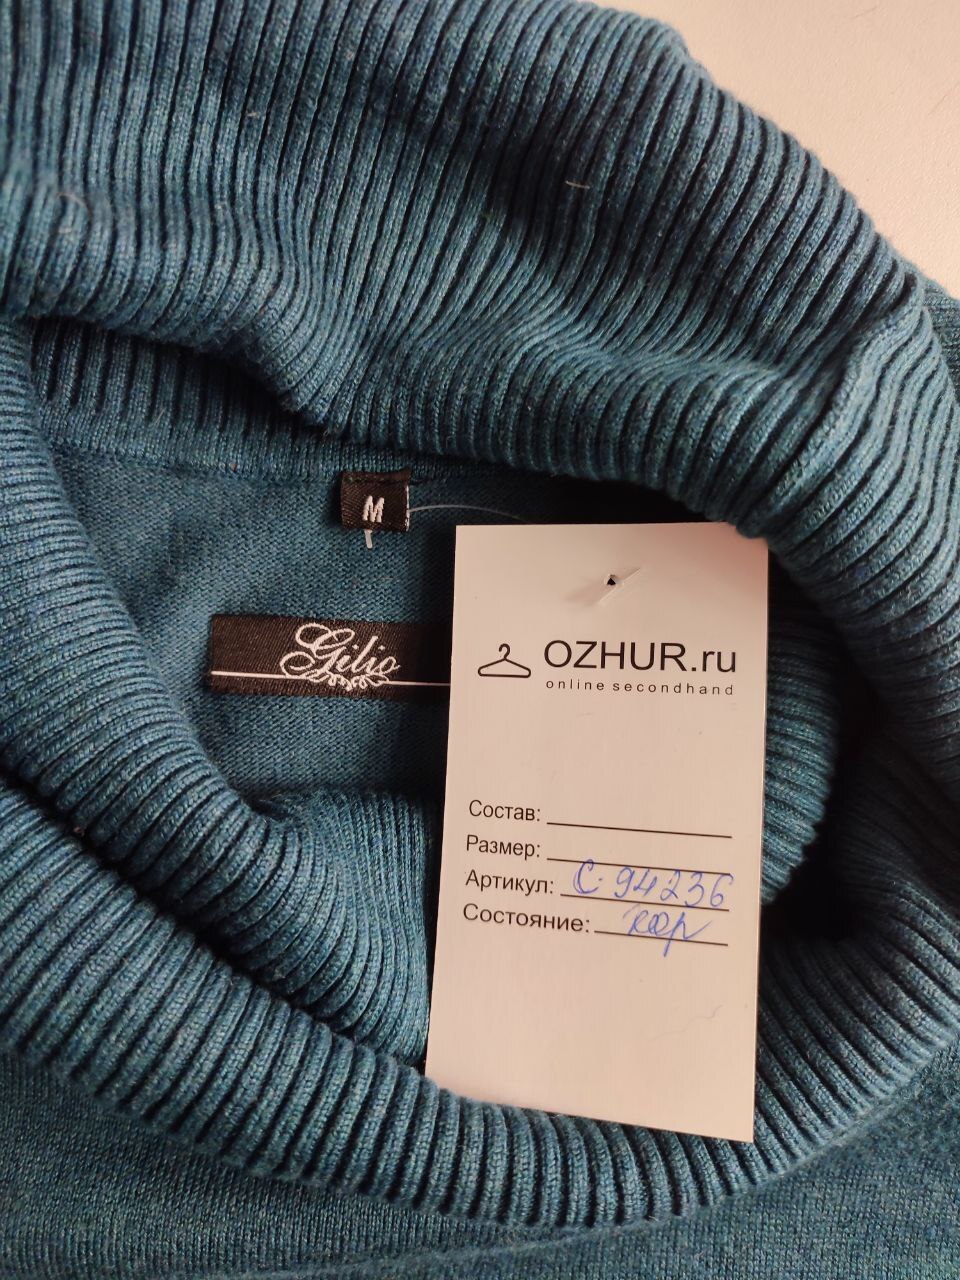 M
Gilio
OZHUR.ru
online secondhand
Состав:
Размер:
Артикул: С-94236
Состояние: хор